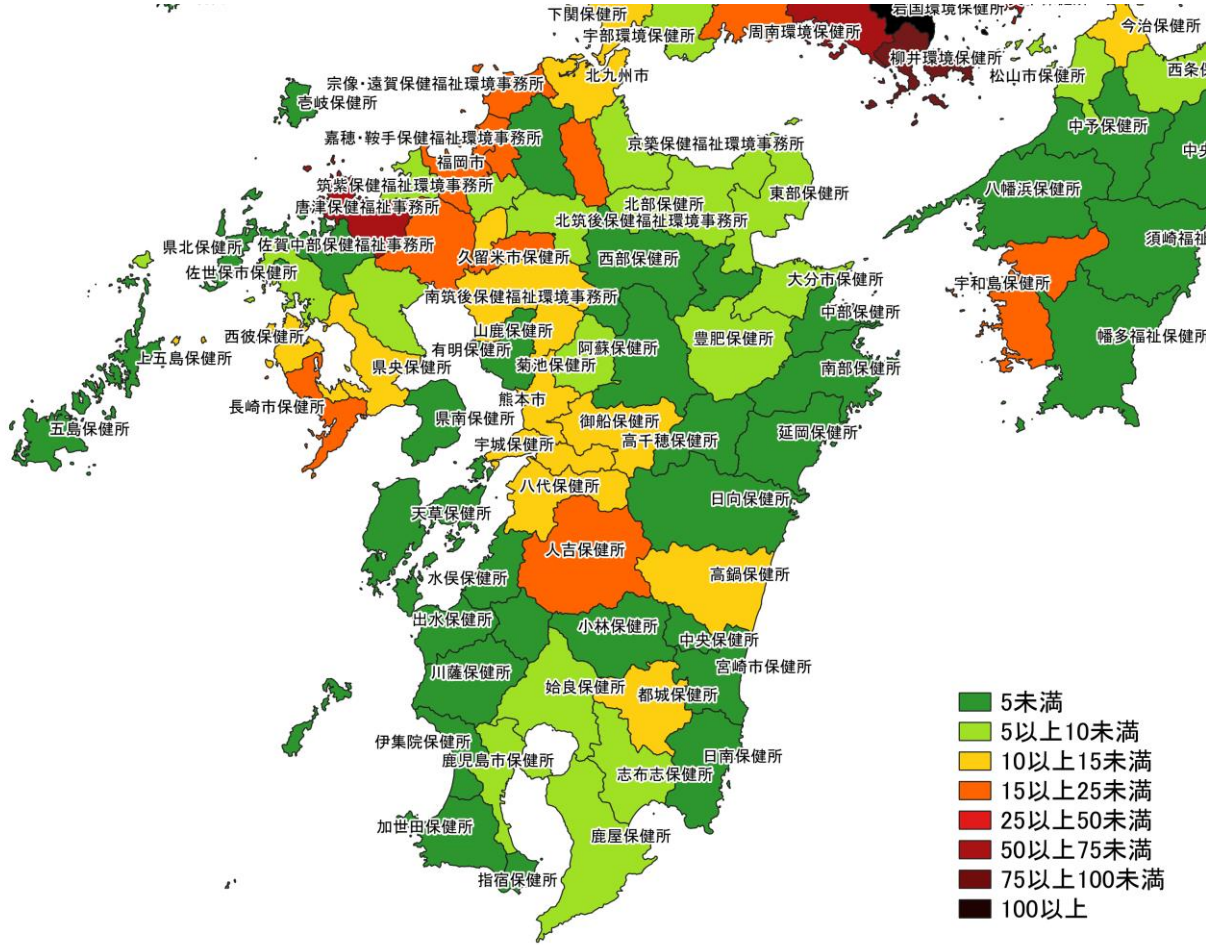 下関保健所
宇部環境保健所
周南環境保健所
岩国環境保健所
柳井環境保健所
今治保健所
松山市保健所
西条保
中予保健所
中央
八幡浜保健所
須崎福祉
宇和島保健所
幡多福祉保健所
北九州市
宗像・遠賀保健福祉環境事務所
壱岐保健所
嘉穂・鞍手保健福祉環境事務所
福岡市
京築保健福祉環境事務所
筑紫保健福祉環境事務所
東部保健所
唐津保健福祉事務所
北部保健所
北筑後保健福祉環境事務所
県北保健所
佐賀中部保健福祉事務所
久留米市保健所
西部保健所
佐世保市保健所
大分市保健所
南筑後保健福祉環境事務所
中部保健所
西彼保健所
山鹿保健所
豊肥保健所
有明保健所
阿蘇保健所
上五島保健所
県央保健所
菊池保健所
南部保健所
熊本市
長崎市保健所
県南保健所
御船保健所
五島保健所
宇城保健所
高千穂保健所
延岡保健所
八代保健所
日向保健所
天草保健所
人吉保健所
水俣保健所
高鍋保健所
出水保健所
小林保健所
中央保健所
宮崎市保健所
川薩保健所
姶良保健所
都城保健所
伊集院保健所
鹿児島市保健所
日南保健所
志布志保健所
加世田保健所
鹿屋保健所
指宿保健所
5未満
5以上10未満
10以上15未満
15以上25未満
25以上50未満
50以上75未満
75以上100未満
100以上